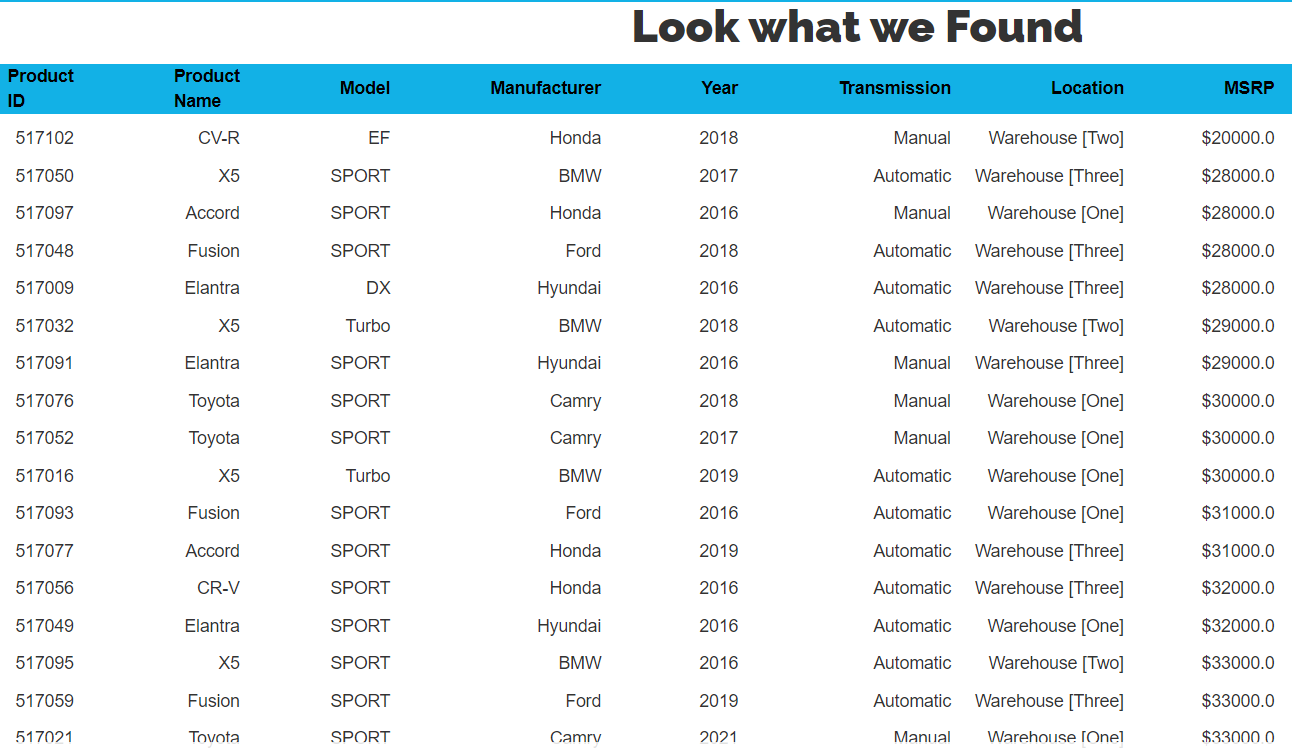 Look what we Found
Product ID Product Name Model Manufacturer Year Transmission Location MSRP
517102 CV-R EF Honda 2018 Manual Warehouse [Two] $20000.0
517050 X5 SPORT BMW 2017 Automatic Warehouse [Three] $28000.0
517097 Accord SPORT Honda 2016 Manual Warehouse [One] $28000.0
517048 Fusion SPORT Ford 2018 Automatic Warehouse [Three] $28000.0
517009 Elantra DX Hyundai 2016 Automatic Warehouse [Three] $28000.0
517032 X5 Turbo BMW 2018 Automatic Warehouse [Two] $29000.0
517091 Elantra SPORT Hyundai 2016 Manual Warehouse [Three] $29000.0
517076 Toyota SPORT Camry 2018 Manual Warehouse [One] $30000.0
517052 Toyota SPORT Camry 2017 Manual Warehouse [One] $30000.0
517016 X5 Turbo BMW 2019 Automatic Warehouse [One] $30000.0
517093 Fusion SPORT Ford 2016 Automatic Warehouse [One] $31000.0
517077 Accord SPORT Honda 2019 Automatic Warehouse [Three] $31000.0
517056 CR-V SPORT Honda 2016 Automatic Warehouse [Three] $32000.0
517049 Elantra SPORT Hyundai 2016 Automatic Warehouse [One] $32000.0
517095 X5 SPORT BMW 2016 Automatic Warehouse [Two] $33000.0
517059 Fusion SPORT Ford 2019 Automatic Warehouse [Three] $33000.0
517021 Toyota SPORT Camry 2021 Manual Warehouse [One] $33000.0